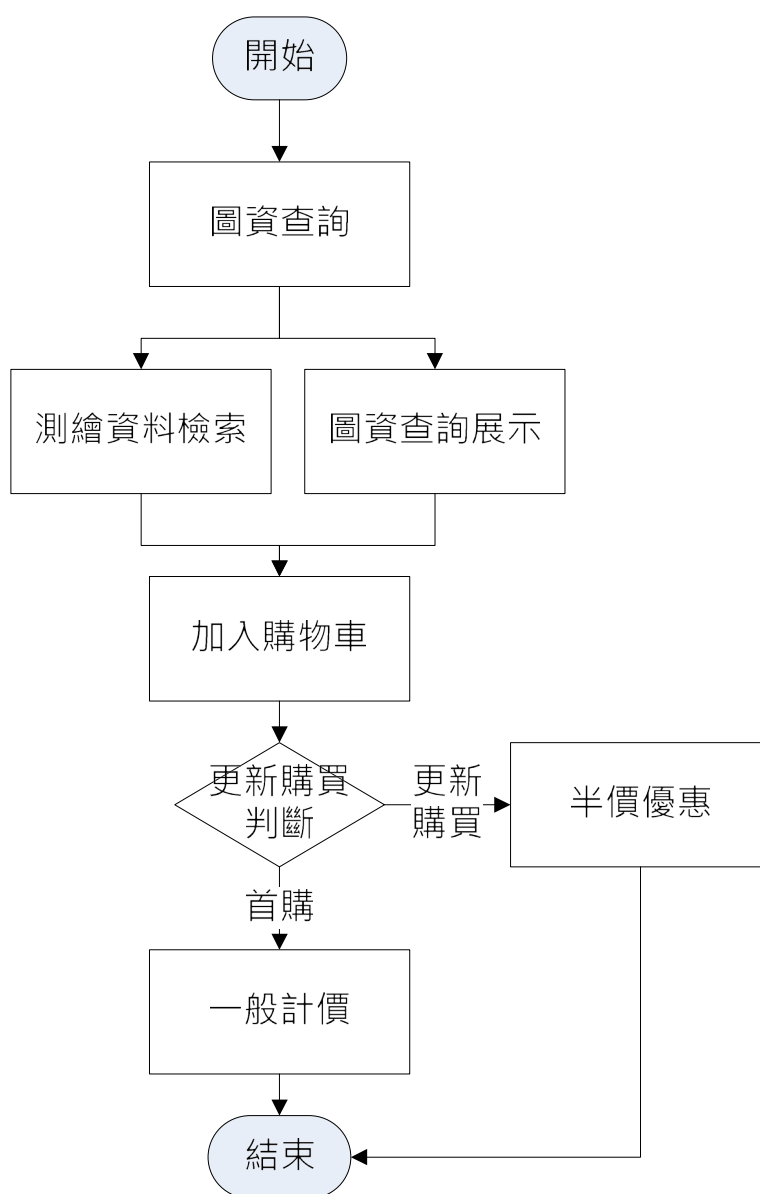 開始
圖資查詢
測繪資料檢索
圖資查詢展示
加入購物車
更新購買
判斷
更新
購買
半價優惠
首購
一般計價
結束